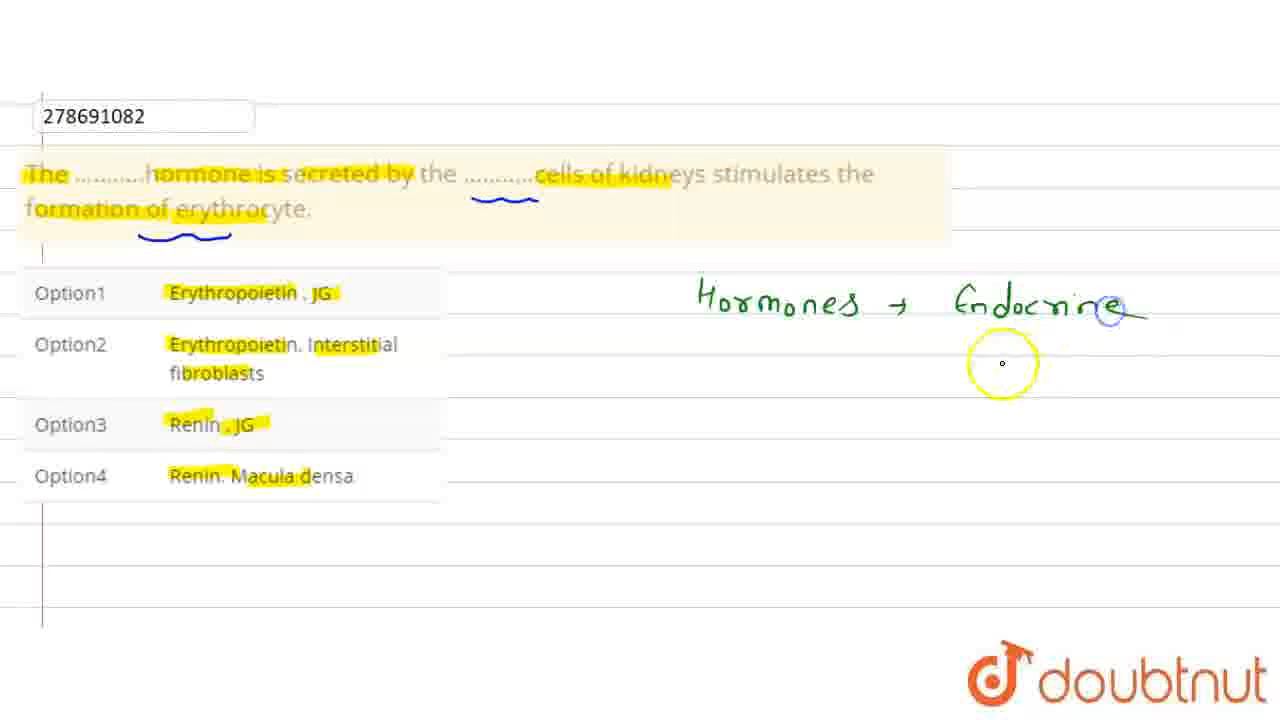 278691082
The ...........hormone is secreted by the ...........cells of kidneys stimulates the
formation of erythrocyte.
Option1 Erythropoietin , JG
Option2 Erythropoietin. Interstitial
fibroblasts
Option3 Renin , JG
Option4 Renin. Macula densa
Hormones → Endocrine
doubtnut